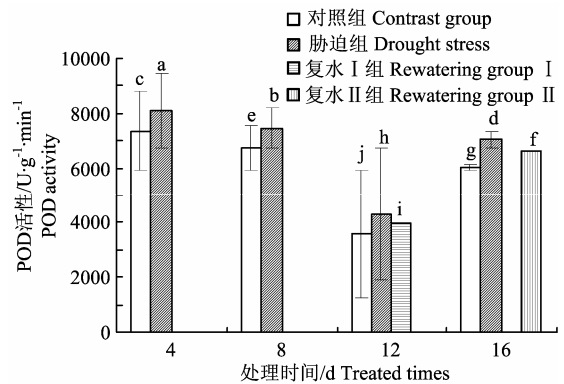 对照组 Contrast group
胁迫组 Drought stress
复水Ⅰ组 Rewatering group Ⅰ
复水Ⅱ组 Rewatering group Ⅱ
POD活性/U·g⁻¹·min⁻¹
POD activity
10000
8000
6000
4000
2000
0
c
a
e
b
j
h
i
g
d
f
4
8
12
16
处理时间/d Treated times